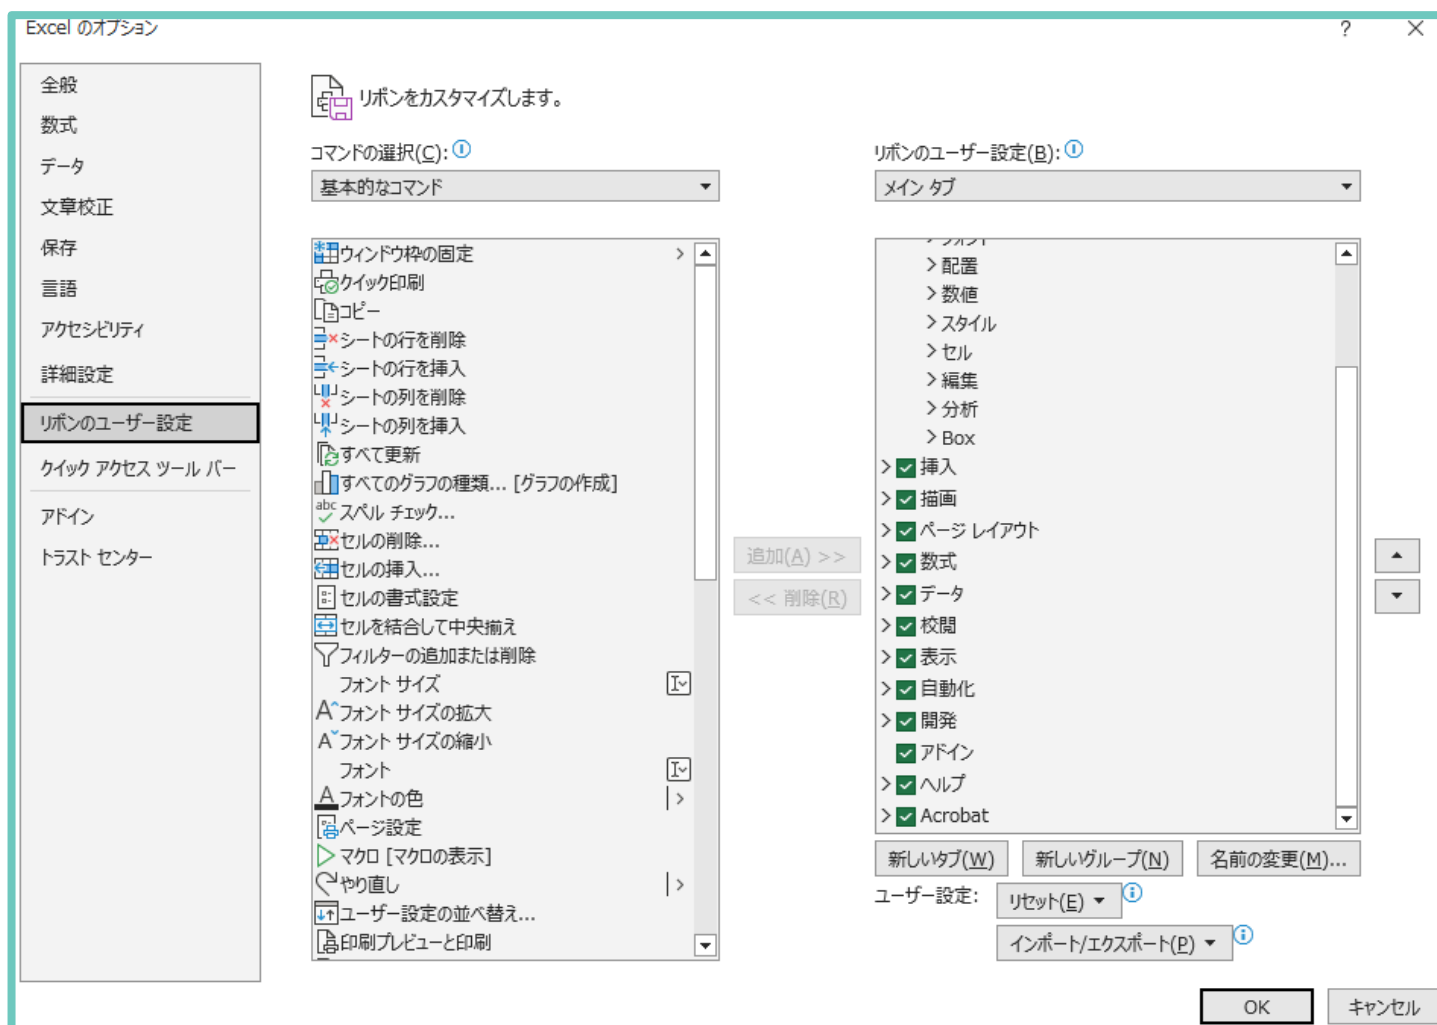 Excel のオプション
?
全般
数式
データ
文章校正
保存
言語
アクセシビリティ
詳細設定
リボンのユーザー設定
クイック アクセス ツール バー
アドイン
トラスト センター
リボンをカスタマイズします。
コマンドの選択(C):
基本的なコマンド
ウィンドウ枠の固定
クイック印刷
コピー
シートの行を削除
シートの行を挿入
シートの列を削除
シートの列を挿入
すべて更新
すべてのグラフの種類... [グラフの作成]
abc スペル チェック...
セルの削除...
セルの挿入...
セルの書式設定
セルを結合して中央揃え
フィルターの追加または削除
フォント サイズ
フォント サイズの拡大
フォント サイズの縮小
フォント
フォントの色
ページ設定
マクロ [マクロの表示]
やり直し
ユーザー設定の並べ替え...
印刷プレビューと印刷
追加(A) >>
<< 削除(R)
リボンのユーザー設定(B):
メイン タブ
フォント
配置
数値
スタイル
セル
編集
分析
Box
挿入
描画
ページ レイアウト
数式
データ
校閲
表示
自動化
開発
アドイン
ヘルプ
Acrobat
新しいタブ(W)
新しいグループ(N)
名前の変更(M)...
ユーザー設定:
リセット(E)
インポート/エクスポート(P)
OK
キャンセル